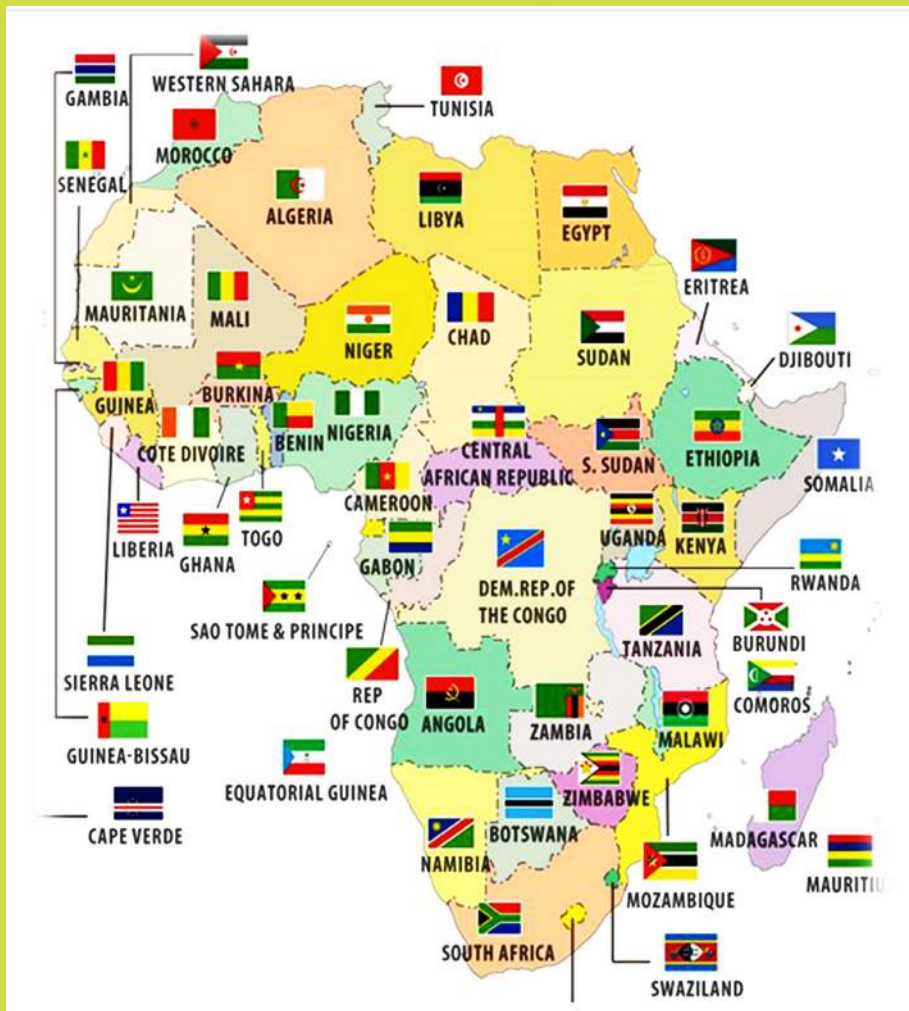 WESTERN SAHARA
GAMBIA
TUNISIA
MOROCCO
SENEGAL
ALGERIA
LIBYA
EGYPT
ERITREA
MAURITANIA
MALI
NIGER
CHAD
SUDAN
DJIBOUTI
GUINEA
BURKINA
BENIN
NIGERIA
COTE DIVOIRE
CENTRAL
AFRICAN REPUBLIC
S. SUDAN
ETHIOPIA
SOMALIA
CAMEROON
LIBERIA
GHANA
TOGO
GABON
UGANDA
KENYA
DEM.REP.OF
THE CONGO
RWANDA
SAO TOME & PRINCIPE
TANZANIA
BURUNDI
SIERRA LEONE
REP
OF CONGO
ANGOLA
ZAMBIA
MALAWI
COMOROS
GUINEA-BISSAU
EQUATORIAL GUINEA
ZIMBABWE
CAPE VERDE
NAMIBIA
BOTSWANA
MADAGASCAR
MAURITIU
MOZAMBIQUE
SOUTH AFRICA
SWAZILAND